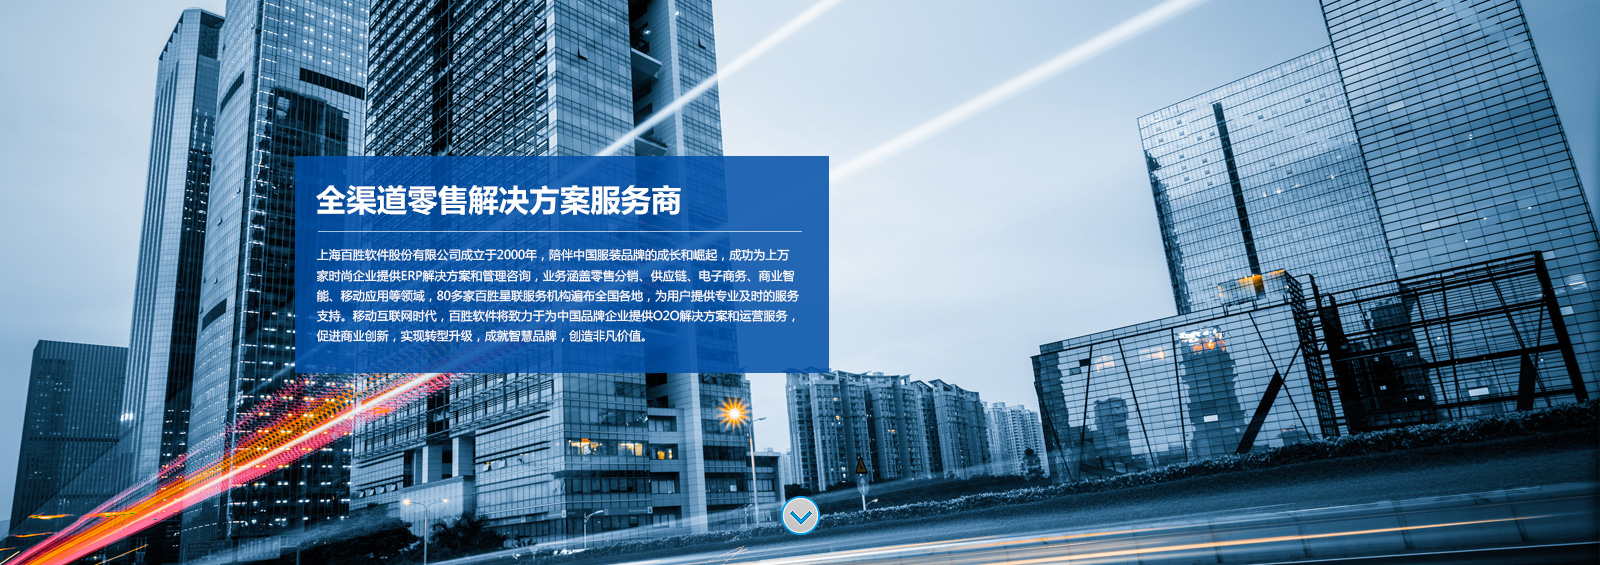 全渠道零售解决方案服务商
上海百胜软件股份有限公司成立于2000年，陪伴中国服装品牌的成长和崛起，成功为上万
家时尚企业提供ERP解决方案和管理咨询，业务涵盖零售分销、供应链、电子商务、商业智
能、移动应用等领域，80多家百胜星联服务机构遍布全国各地，为用户提供专业及时的服务
支持。移动互联网时代，百胜软件将致力于为中国品牌企业提供O2O解决方案和运营服务，
促进商业创新，实现转型升级，成就智慧品牌，创造非凡价值。